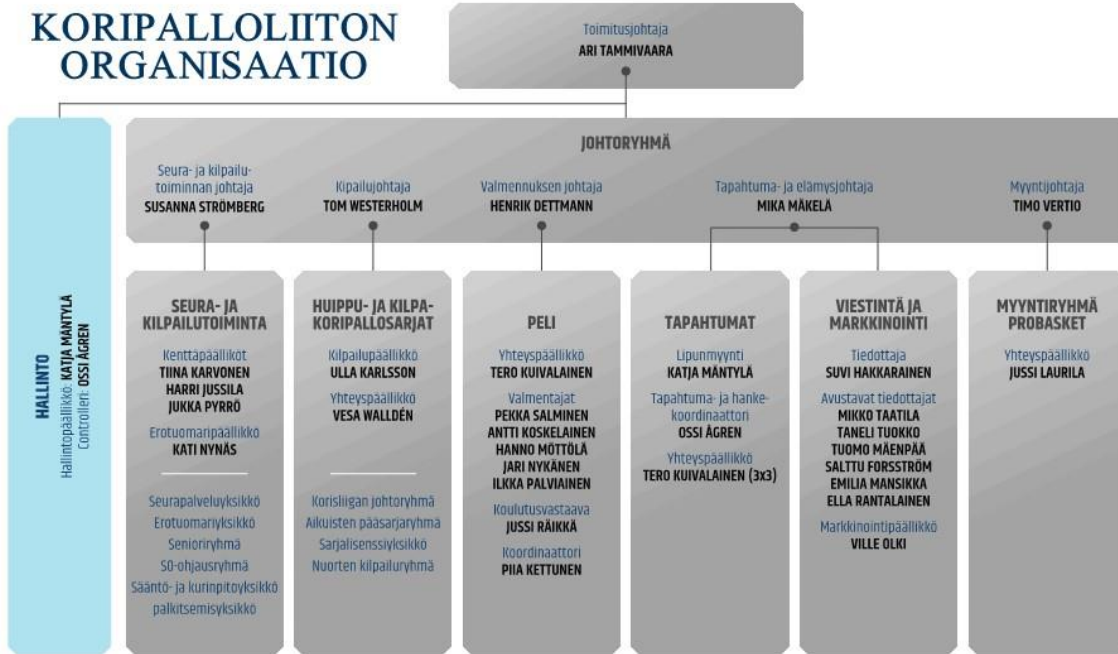 KORIPALLOLIITON
ORGANISAATIO
Toimitusjohtaja
ARI TAMMIVAARA
HALLINTO
Hallintopäällikkö: KATJA MÄNTYLÄ
Controlleri: OSSI ÅGREN
JOHTORYHMÄ
Seura- ja kilpailu-
toiminnan johtaja
SUSANNA STRÖMBERG
Kipailujohtaja
TOM WESTERHOLM
Valmennuksen johtaja
HENRIK DETTMANN
Tapahtuma- ja elämysjohtaja
MIKA MÄKELÄ
Myyntijohtaja
TIMO VERTIO
SEURA- JA
KILPAILUTOIMINTA
Kenttäpäälliköt
TIINA KARVONEN
HARRI JUSSILA
JUKKA PYRRÖ
Erotuomaripäällikkö
KATI NYNÄS
Seurapalveluyksikkö
Erotuomariyksikkö
Senioriryhmä
SO-ohjausryhmä
Sääntö- ja kurinpitoyksikkö
palkitsemisyksikkö
HUIPPU- JA KILPA-
KORIPALLOSARJAT
Kilpailupäällikkö
ULLA KARLSSON
Yhteyspäällikkö
VESA WALLDÉN
Korisliigan johtoryhmä
Aikuisten pääsarjaryhmä
Sarjalisenssiyksikkö
Nuorten kilpailuryhmä
PELI
Yhteyspäällikkö
TERO KUIVALAINEN
Valmentajat
PEKKA SALMINEN
ANTTI KOSKELAINEN
HANNO MÖTTÖLÄ
JARI NYKÄNEN
ILKKA PALVIAINEN
Koulutusvastaava
JUSSI RÄIKKÄ
Koordinaattori
PIIA KETTUNEN
TAPAHTUMAT
Lipunmyynti
KATJA MÄNTYLÄ
Tapahtuma- ja hanke-
koordinaattori
OSSI ÅGREN
Yhteyspäällikkö
TERO KUIVALAINEN (3x3)
VIESTINTÄ JA
MARKKINOINTI
Tiedottaja
SUVI HAKKARAINEN
Avustavat tiedottajat
MIKKO TAATILA
TANELI TUOKKO
TUOMO MÄENPÄÄ
SALTTU FORSSTRÖM
EMILIA MANSIKKA
ELLA RANTALAINEN
Markkinointipäällikkö
VILLE OLKI
MYYNTIRYHMÄ
PROBASKET
Yhteyspäällikkö
JUSSI LAURILA